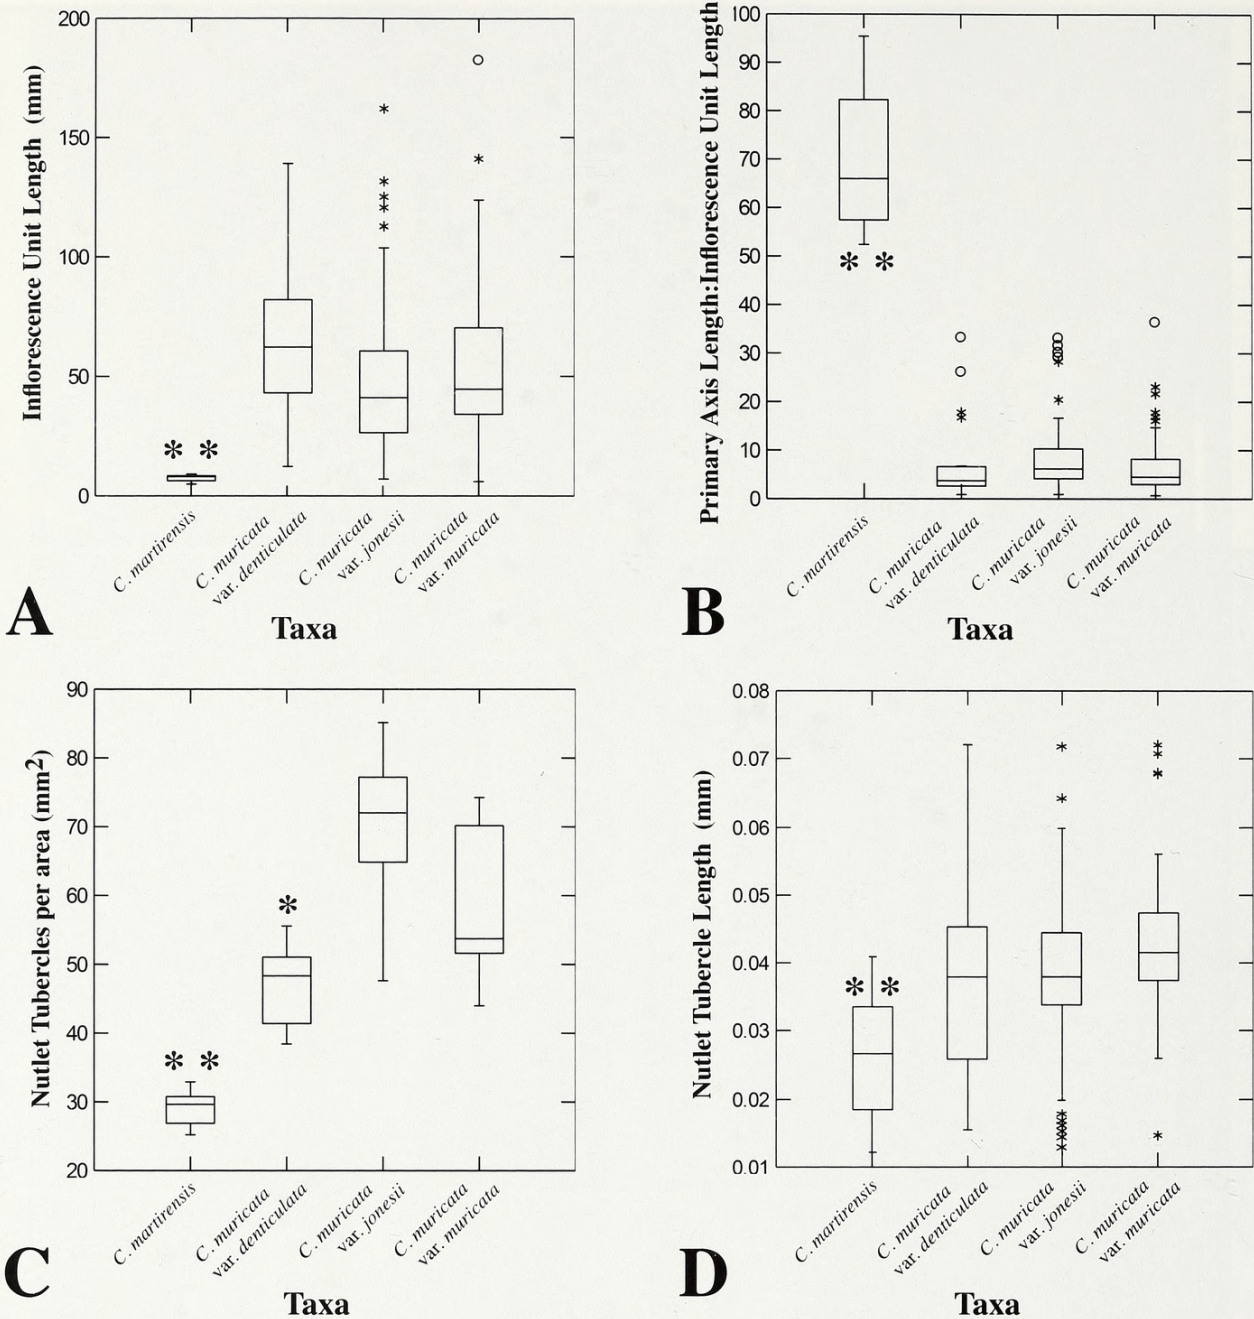 200
150
100
50
0
Inflorescence Unit Length (mm)
C. martirensis
C. muricata
var. denticulata
C. muricata
var. jonesii
C. muricata
var. muricata
A
Taxa
100
90
80
70
60
50
40
30
20
10
0
Primary Axis Length:Inflorescence Unit Length
C. martirensis
C. muricata
var. denticulata
C. muricata
var. jonesii
C. muricata
var. muricata
B
Taxa
90
80
70
60
50
40
30
20
Nutlet Tubercles per area (mm²)
C. martirensis
C. muricata
var. denticulata
C. muricata
var. jonesii
C. muricata
var. muricata
C
Taxa
0.08
0.07
0.06
0.05
0.04
0.03
0.02
0.01
Nutlet Tubercle Length (mm)
C. martirensis
C. muricata
var. denticulata
C. muricata
var. jonesii
C. muricata
var. muricata
D
Taxa